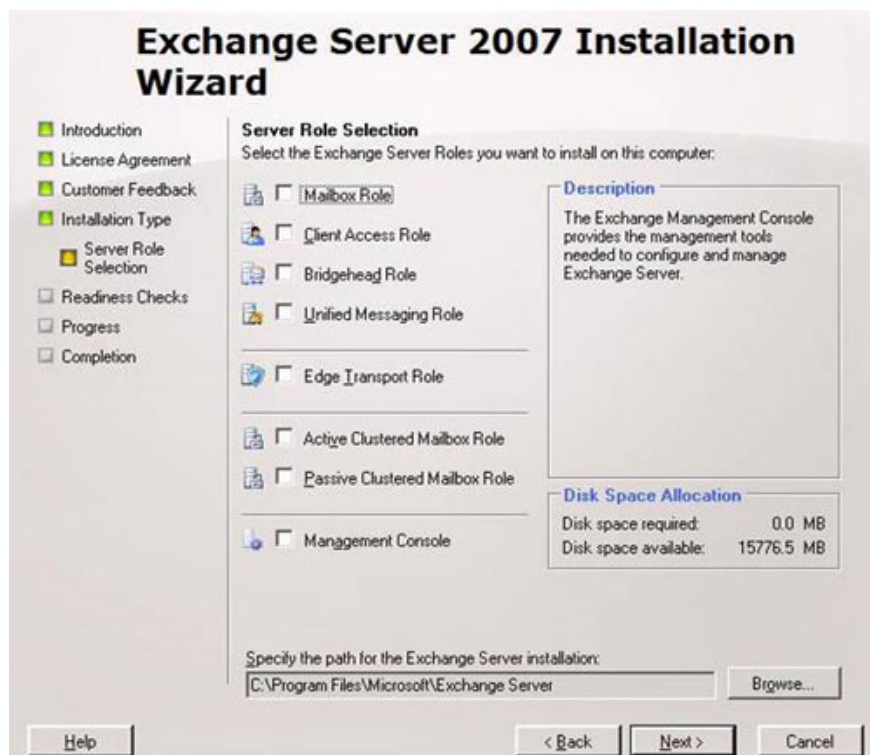 Exchange Server 2007 Installation
Wizard
Introduction
License Agreement
Customer Feedback
Installation Type
Server Role
Selection
Readiness Checks
Progress
Completion
Server Role Selection
Select the Exchange Server Roles you want to install on this computer:
Mailbox Role
Client Access Role
Bridgehead Role
Unified Messaging Role
Edge Transport Role
Active Clustered Mailbox Role
Passive Clustered Mailbox Role
Management Console
Description
The Exchange Management Console
provides the management tools
needed to configure and manage
Exchange Server.
Disk Space Allocation
Disk space required: 0.0 MB
Disk space available: 15776.5 MB
Specify the path for the Exchange Server installation:
C:\Program Files\Microsoft\Exchange Server
Browse...
Help
< Back
Next >
Cancel